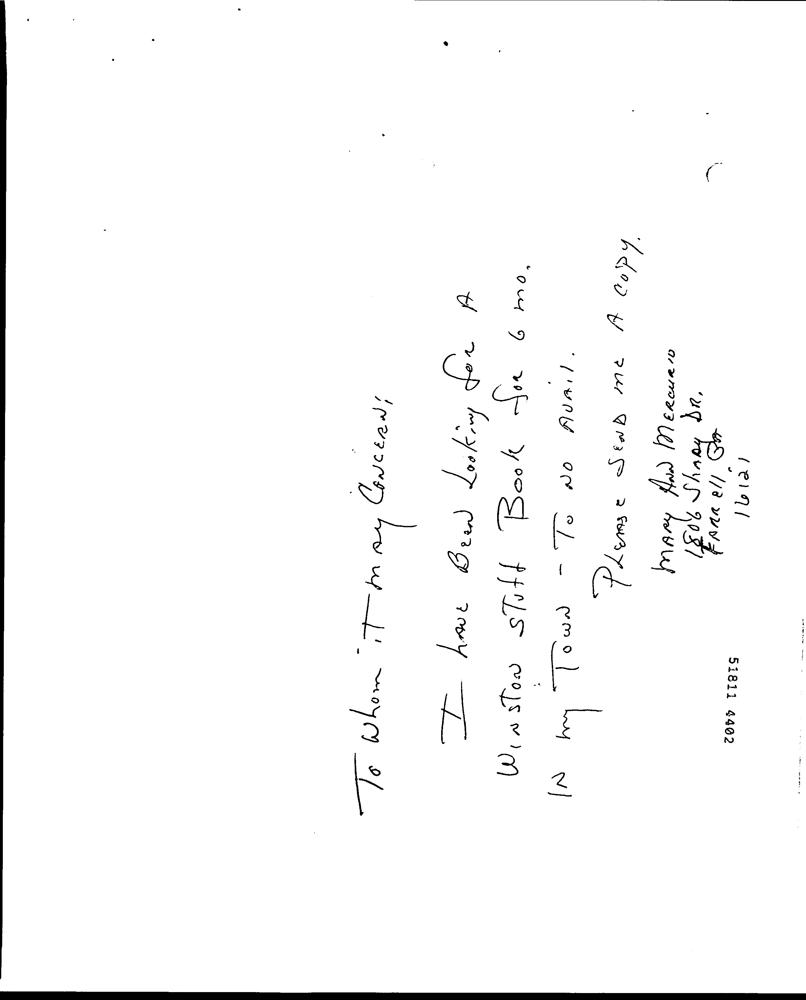 To Whom it may Concern;
I have Been Looking for A
Winston Stuff Book for 6 mo.
in my Town - To no avail.
Please send me A copy.
Mary Ann Mercurio
1806 Shady Dr.
Farrell Pa
16121
51811 4402